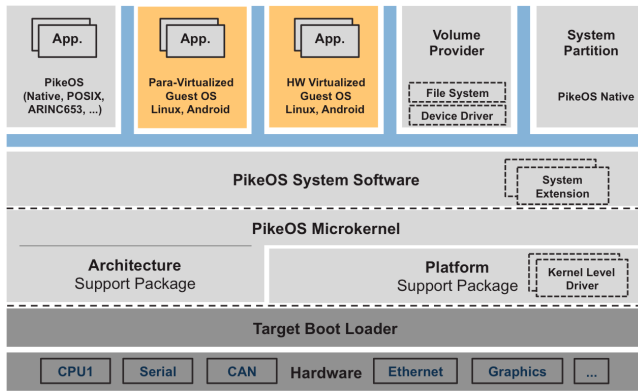 App.
PikeOS
(Native, POSIX,
ARINC653, ...)
App.
Para-Virtualized
Guest OS
Linux, Android
App.
HW Virtualized
Guest OS
Linux, Android
Volume
Provider
File System
Device Driver
System
Partition
PikeOS Native
PikeOS System Software
System
Extension
PikeOS Microkernel
Architecture
Support Package
Platform
Support Package
Kernel Level
Driver
Target Boot Loader
CPU1 Serial CAN Hardware Ethernet Graphics ...